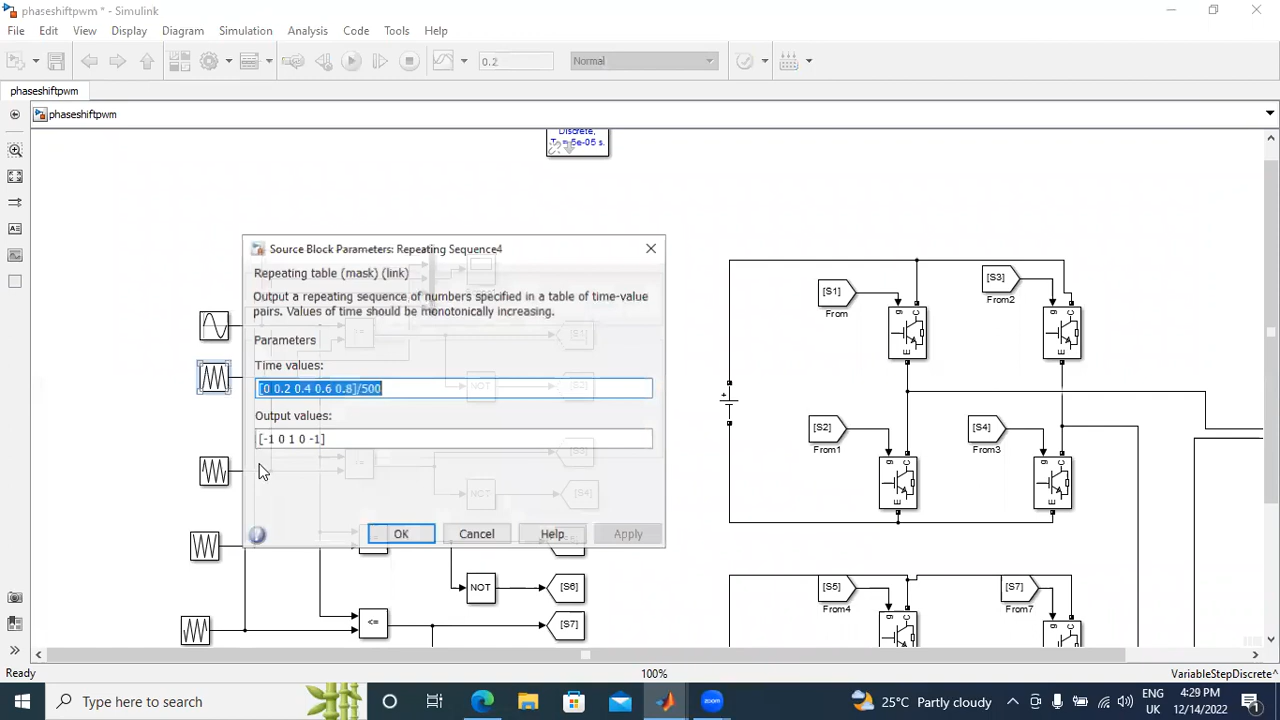 phaseshiftpwm * - Simulink
File Edit View Display Diagram Simulation Analysis Code Tools Help
0.2 Normal
phaseshiftpwm
phaseshiftpwm
Discrete,
s.
Source Block Parameters: Repeating Sequence4
Repeating table (mask) (link)
Output a repeating sequence of numbers specified in a table of time-value
pairs. Values of time should be monotonically increasing.
Parameters
Time values:
[0 0.2 0.4 0.6 0.8]/500
Output values:
[-1 0 1 0 -1]
OK Cancel Help Apply
NOT
NOT
[S4]
NOT [S6]
<= [S7]
[S1]
From
[S3]
From2
g C
E
g C
E
+
[S2]
From1
[S4]
From3
g C
E
g C
E
[S5]
From4
[S7]
From7
g C
g C
Ready 100% VariableStepDiscrete
Type here to search
25°C Partly cloudy
ENG
UK
4:29 PM
12/14/2022
1